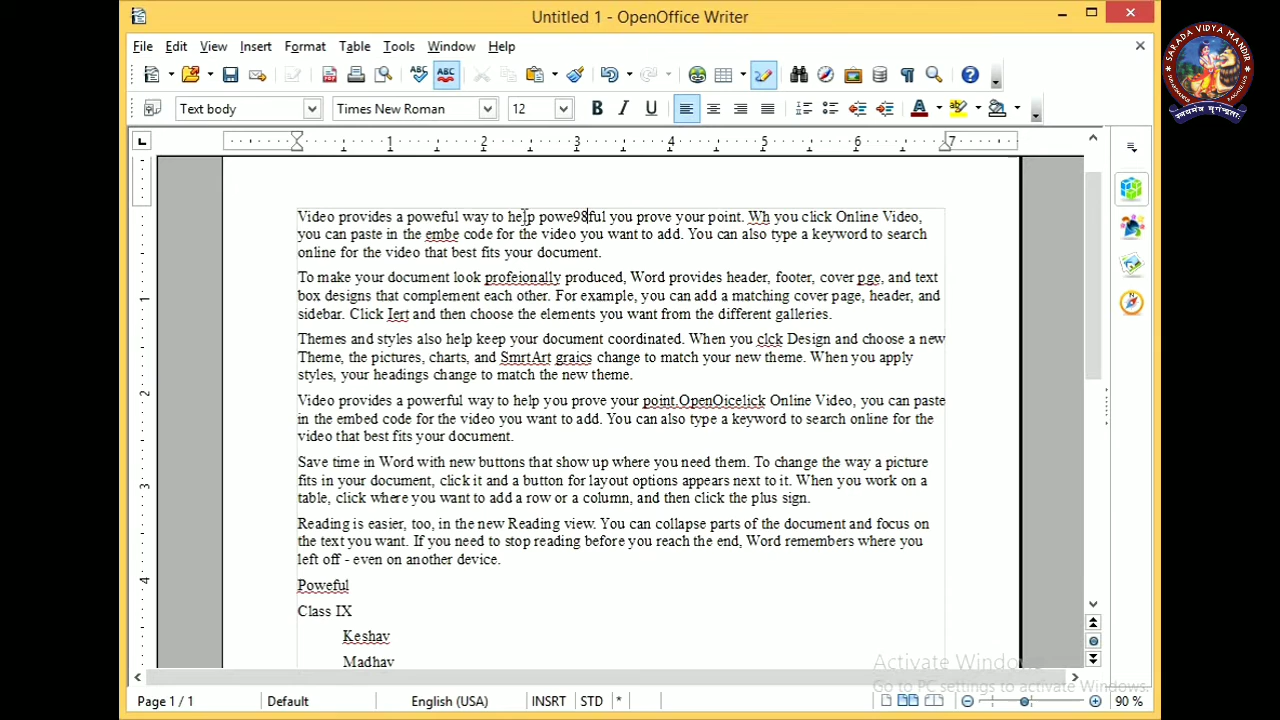 Untitled 1 - OpenOffice Writer
File Edit View Insert Format Table Tools Window Help
Text body Times New Roman 12
1 2 3 4 5 6 7
Video provides a poweful way to help powe98ful you prove your point. Wh you click Online Video,
you can paste in the embe code for the video you want to add. You can also type a keyword to search
online for the video that best fits your document.
To make your document look profeionally produced, Word provides header, footer, cover pge, and text
box designs that complement each other. For example, you can add a matching cover page, header, and
sidebar. Click Iert and then choose the elements you want from the different galleries.
Themes and styles also help keep your document coordinated. When you clck Design and choose a new
Theme, the pictures, charts, and SmrtArt graics change to match your new theme. When you apply
styles, your headings change to match the new theme.
Video provides a powerful way to help you prove your point.OpenOicelick Online Video, you can paste
in the embed code for the video you want to add. You can also type a keyword to search online for the
video that best fits your document.
Save time in Word with new buttons that show up where you need them. To change the way a picture
fits in your document, click it and a button for layout options appears next to it. When you work on a
table, click where you want to add a row or a column, and then click the plus sign.
Reading is easier, too, in the new Reading view. You can collapse parts of the document and focus on
the text you want. If you need to stop reading before you reach the end, Word remembers where you
left off - even on another device.
Poweful
Class IX
Keshav
Madhav
1
2
3
4
Activate Windows
Go to PC settings to activate Windows.
Page 1 / 1 Default English (USA) INSRT STD * 90 %
SARADA VIDYA MANDIR